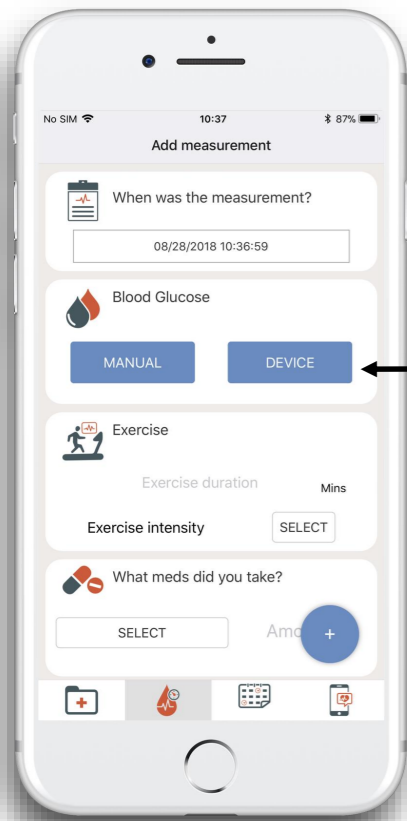 No SIM 10:37 87%
Add measurement
When was the measurement?
08/28/2018 10:36:59
Blood Glucose
MANUAL DEVICE
Exercise
Exercise duration Mins
Exercise intensity SELECT
What meds did you take?
SELECT Amo +